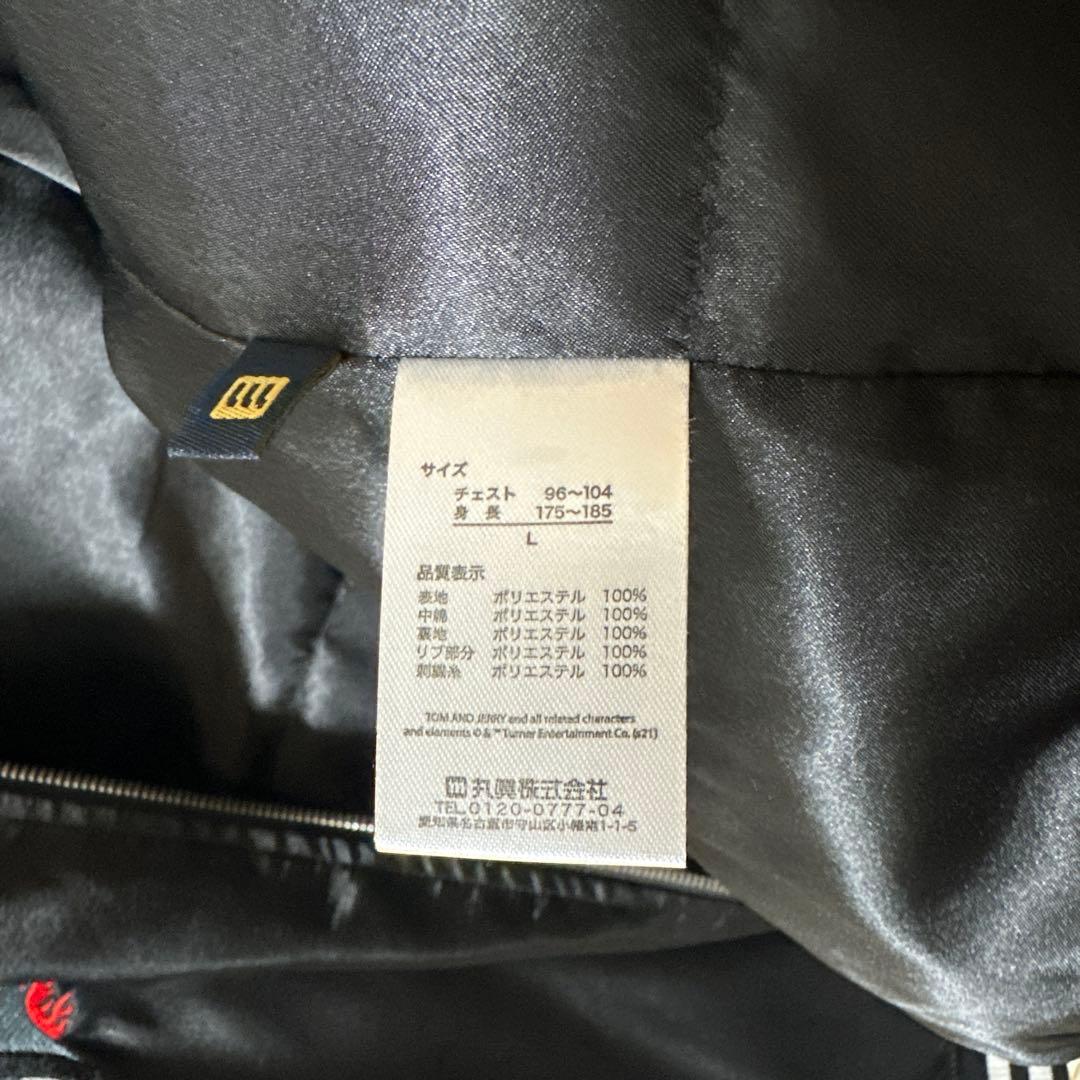 サイズ
チェスト 96〜104
身長 175〜185
L
品質表示
表地 ポリエステル 100%
中綿 ポリエステル 100%
裏地 ポリエステル 100%
リブ部分 ポリエステル 100%
刺繍糸 ポリエステル 100%
TOM AND JERRY and all related characters
and elements © & ™ Turner Entertainment Co. (s21)
丸眞株式会社
TEL.0120-0777-04
愛知県名古屋市守山区小幡南1-1-5